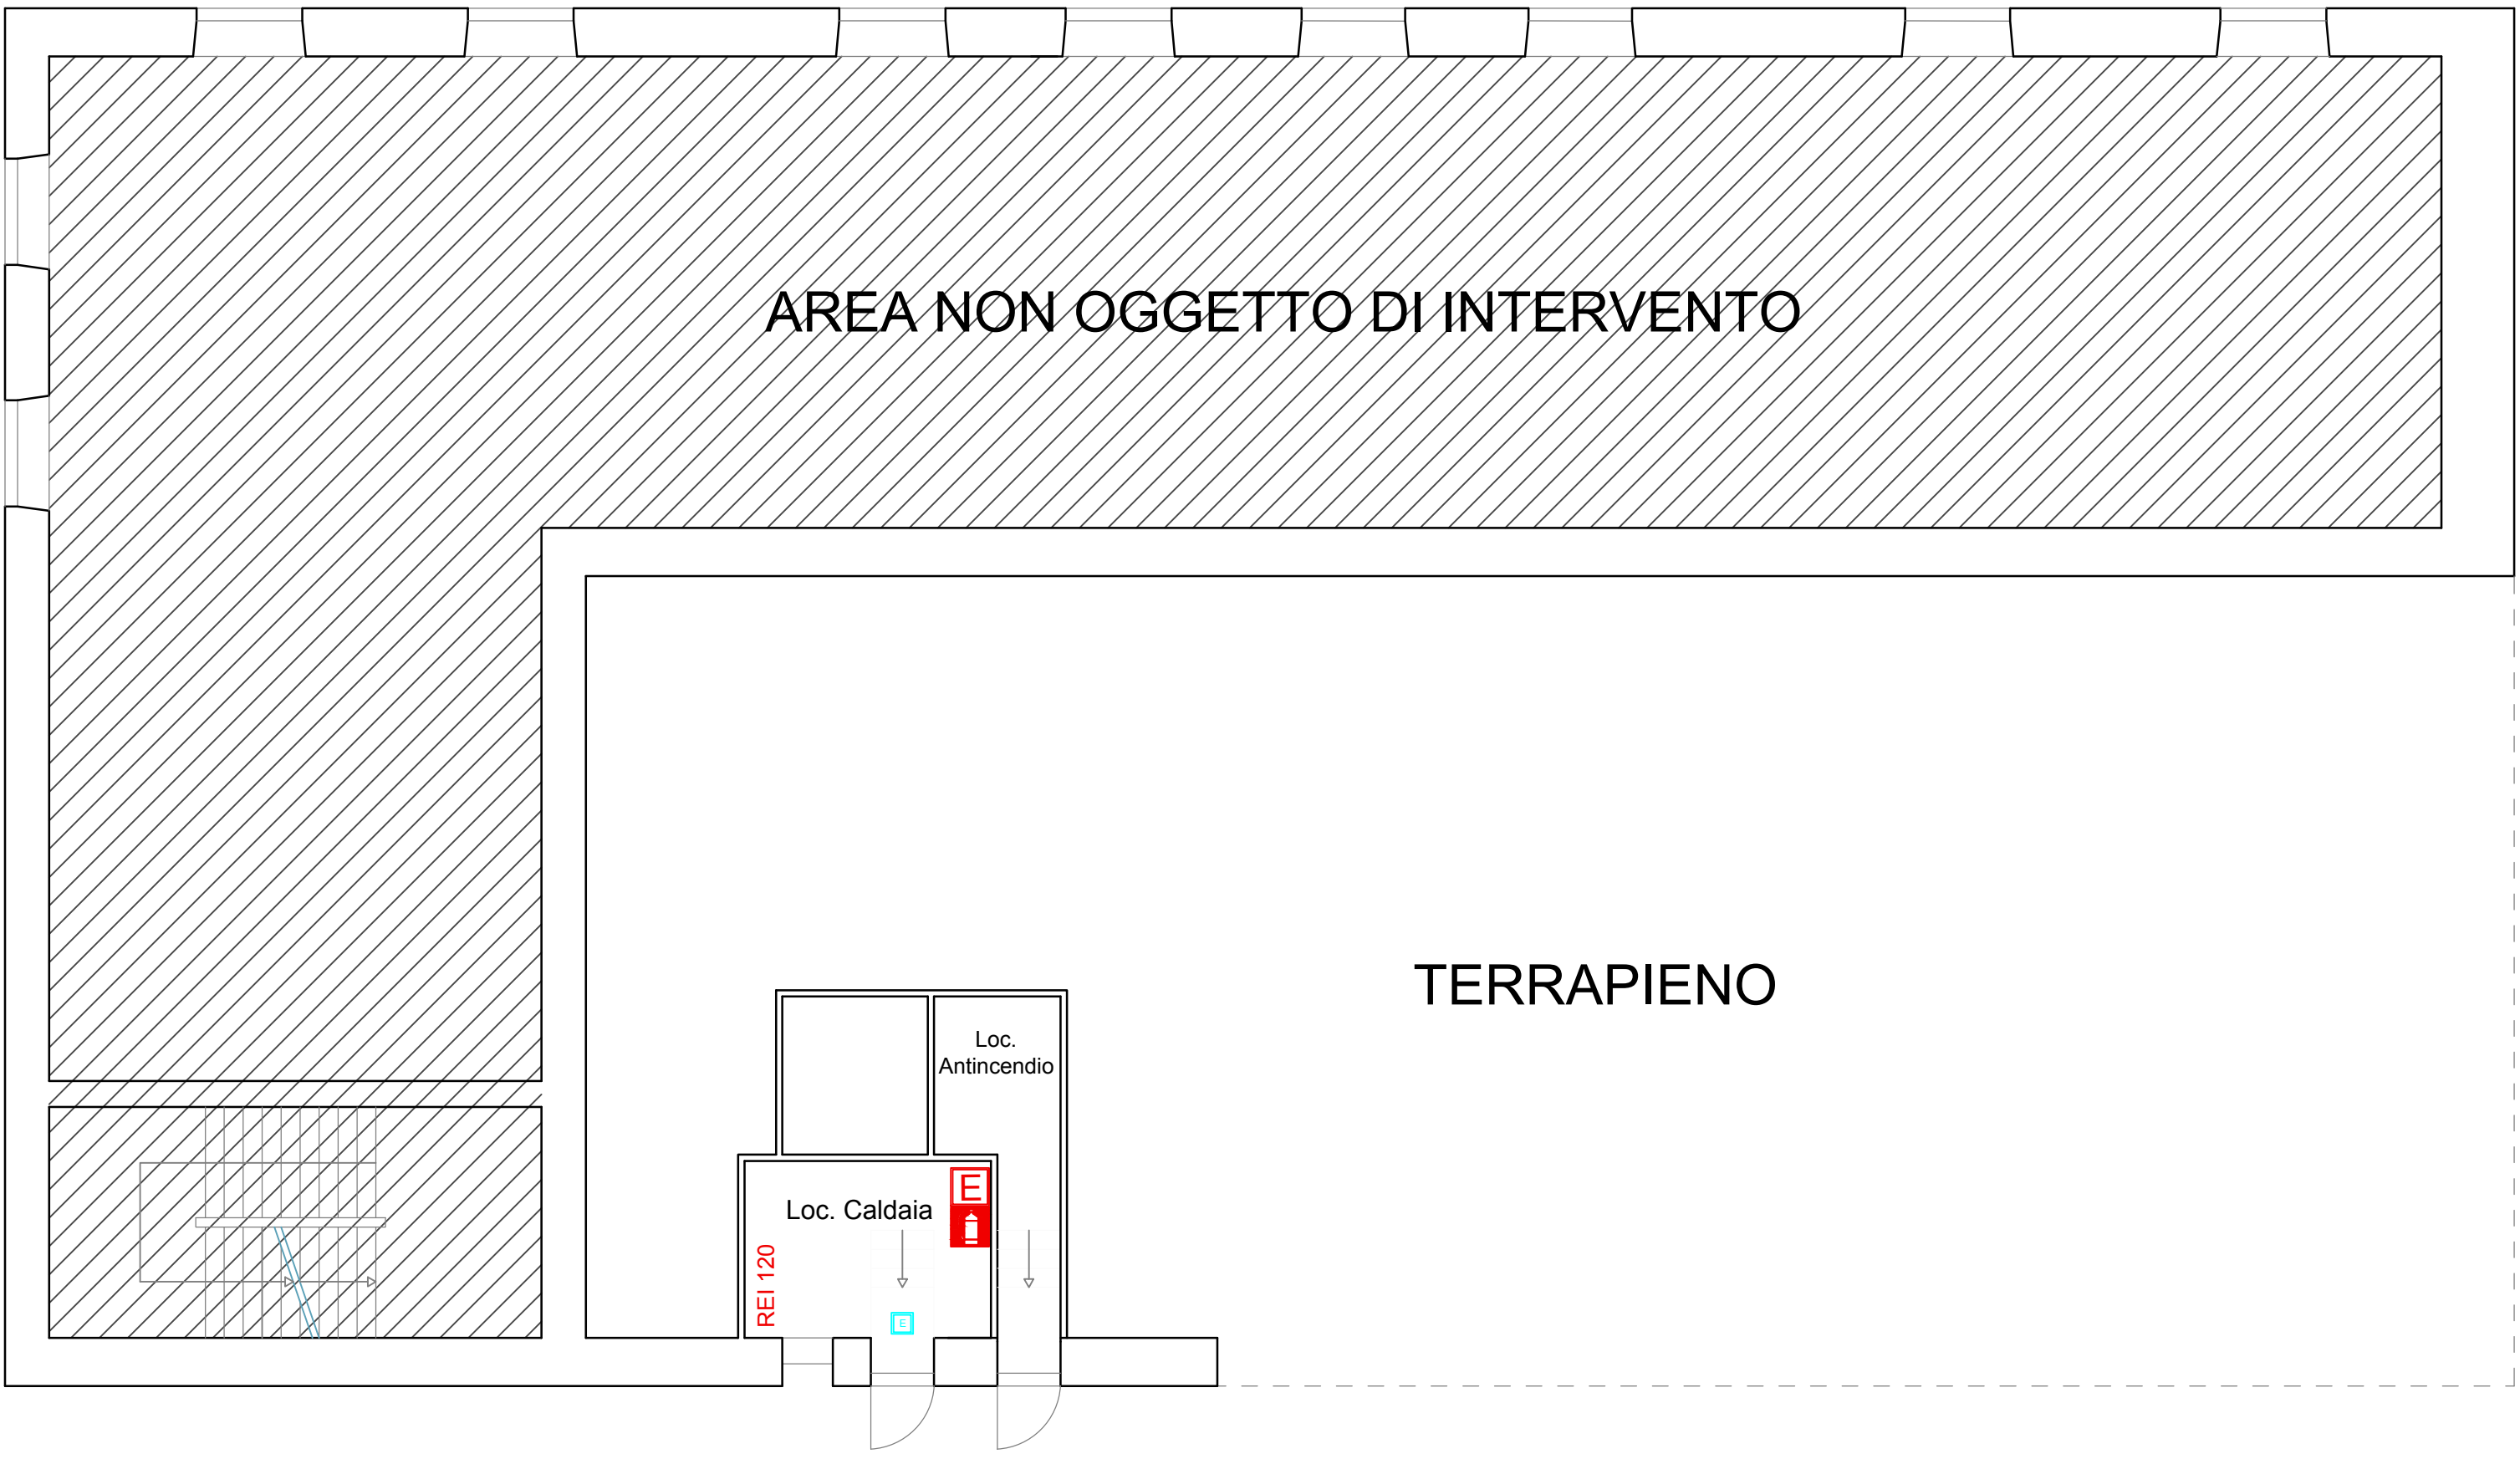 AREA NON OGGETTO DI INTERVENTO
TERRAPIENO
Loc.
Antincendio
E
Loc. Caldaia
REI 120
E